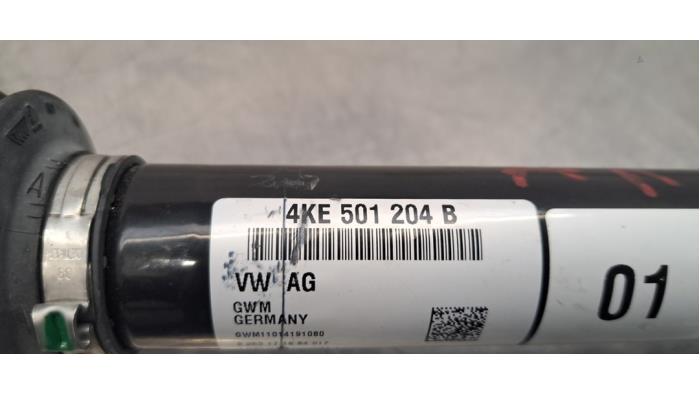 4KE 501 204 B
VW AG
GWM
GERMANY
GWM11014191080
01